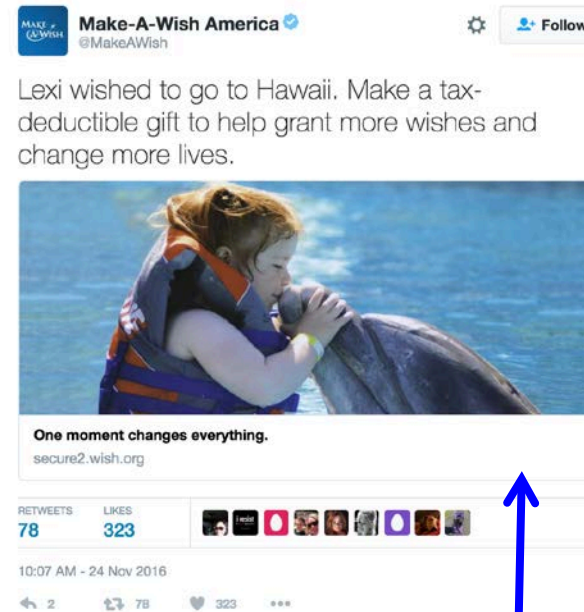 MAKE-A-WISH
Make-A-Wish America
@MakeAWish
Follow
Lexi wished to go to Hawaii. Make a tax-
deductible gift to help grant more wishes and
change more lives.
One moment changes everything.
secure2.wish.org
RETWEETS LIKES
78 323
10:07 AM - 24 Nov 2016
2 78 323